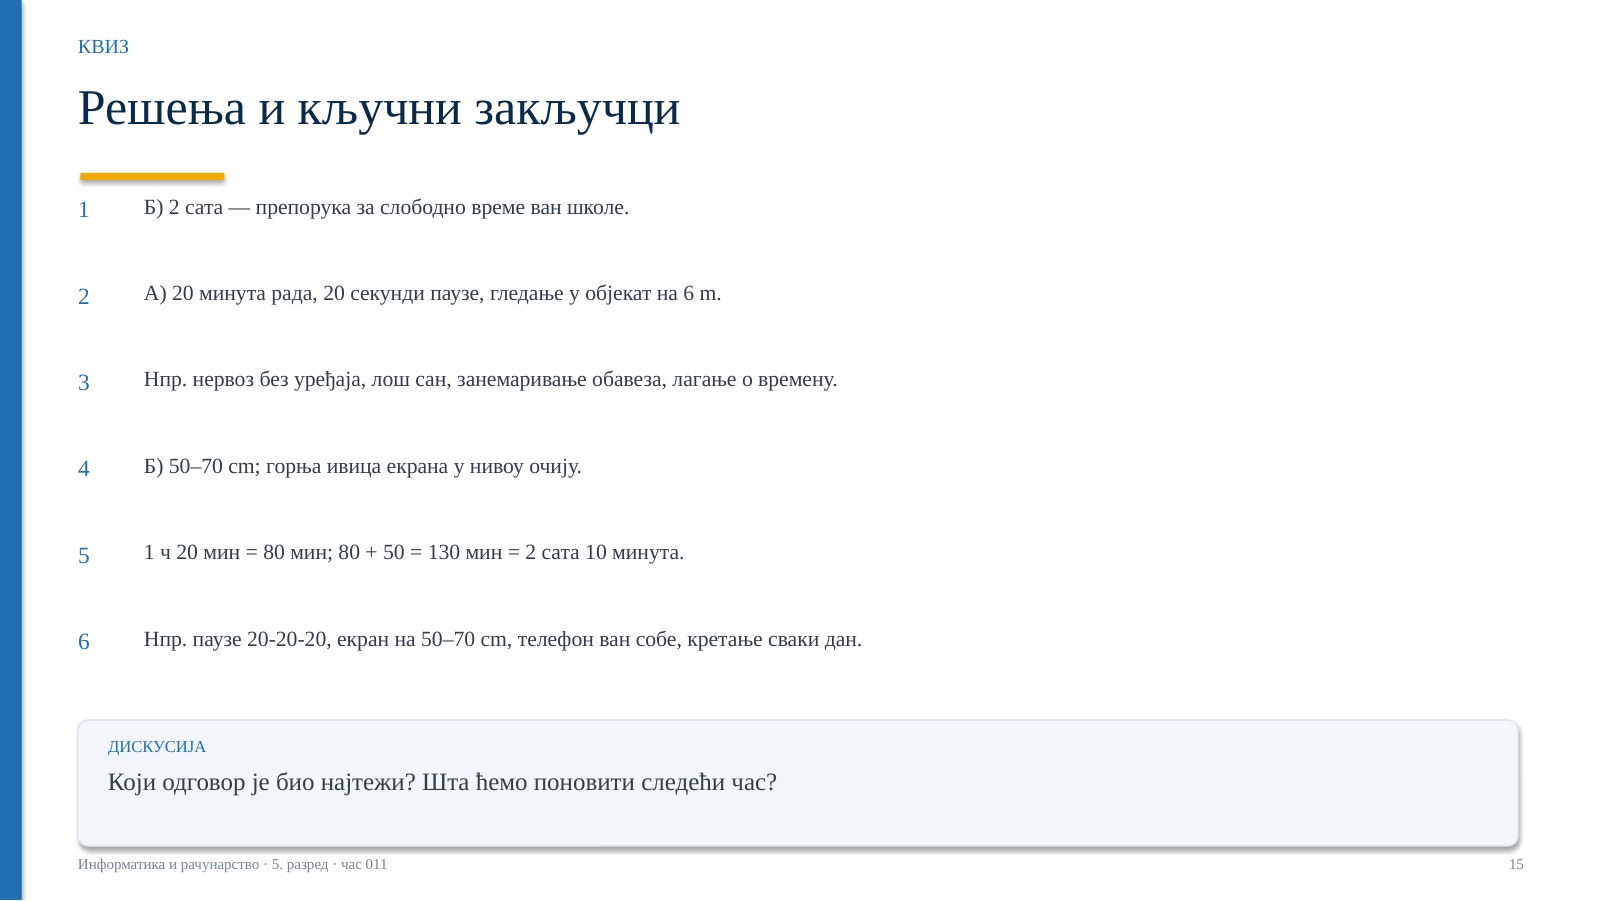 КВИЗ
Решења и кључни закључци
1 Б) 2 сата — препорука за слободно време ван школе.
2 А) 20 минута рада, 20 секунди паузе, гледање у објекат на 6 m.
3 Нпр. нервоз без уређаја, лош сан, занемаривање обавеза, лагање о времену.
4 Б) 50–70 cm; горња ивица екрана у нивоу очију.
5 1 ч 20 мин = 80 мин; 80 + 50 = 130 мин = 2 сата 10 минута.
6 Нпр. паузе 20-20-20, екран на 50–70 cm, телефон ван собе, кретање сваки дан.
ДИСКУСИЈА
Који одговор је био најтежи? Шта ћемо поновити следећи час?
Информатика и рачунарство · 5. разред · час 011
15